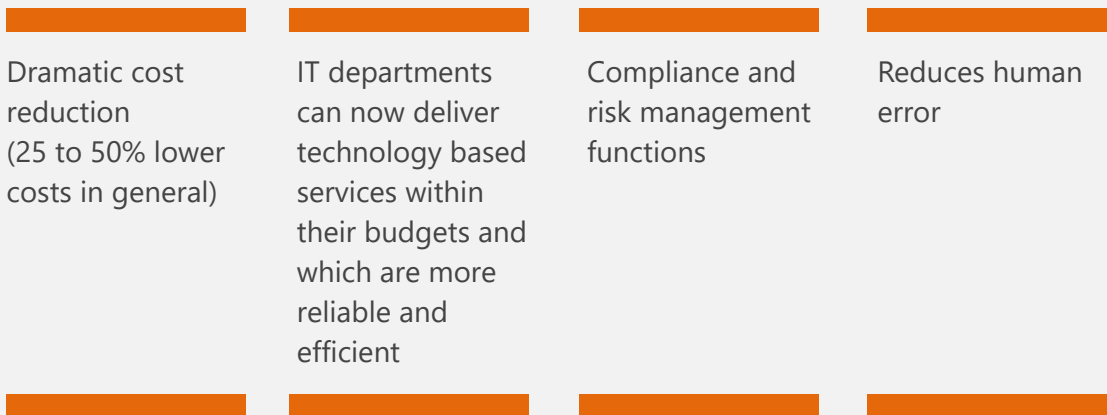 Dramatic cost
reduction
(25 to 50% lower
costs in general)
IT departments
can now deliver
technology based
services within
their budgets and
which are more
reliable and
efficient
Compliance and
risk management
functions
Reduces human
error